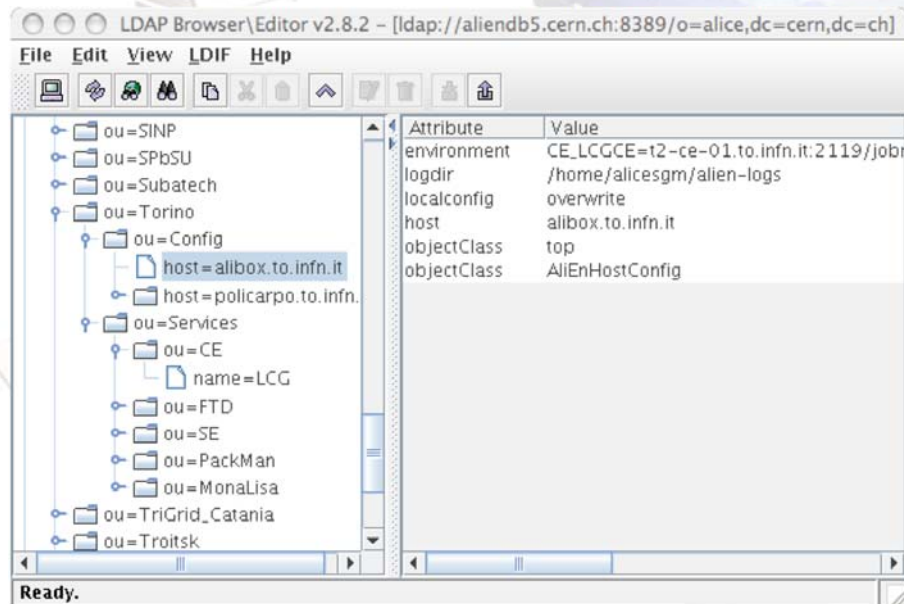 LDAP Browser\Editor v2.8.2 – [ldap://aliendb5.cern.ch:8389/o=alice,dc=cern,dc=ch]
File Edit View LDIF Help
ou=SINP
ou=SPbSU
ou=Subatech
ou=Torino
ou=Config
host=alibox.to.infn.it
host=policarpo.to.infn.
ou=Services
ou=CE
name=LCG
ou=FTD
ou=SE
ou=PackMan
ou=MonaLisa
ou=TriGrid_Catania
ou=Troitsk
Attribute Value
environment CE_LCGCE=t2-ce-01.to.infn.it:2119/jobr
logdir /home/alicesgm/alien-logs
localconfig overwrite
host alibox.to.infn.it
objectClass top
objectClass AliEnHostConfig
Ready.